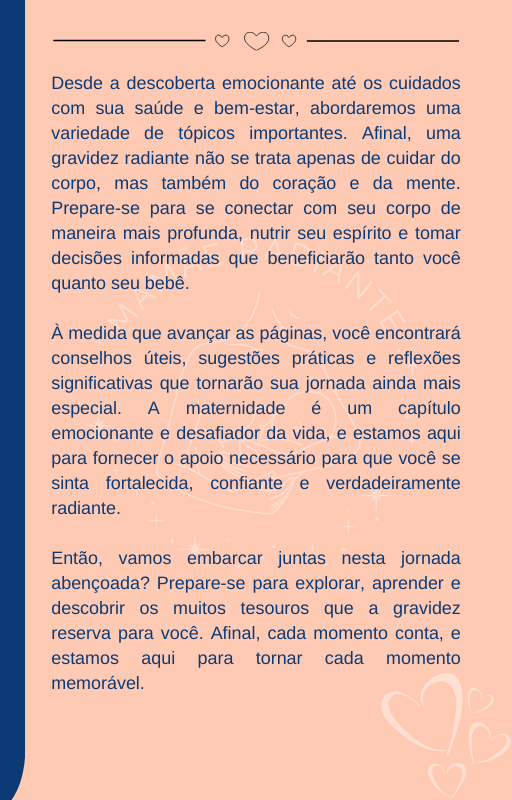 Desde a descoberta emocionante até os cuidados
com sua saúde e bem-estar, abordaremos uma
variedade de tópicos importantes. Afinal, uma
gravidez radiante não se trata apenas de cuidar do
corpo, mas também do coração e da mente.
Prepare-se para se conectar com seu corpo de
maneira mais profunda, nutrir seu espírito e tomar
decisões informadas que beneficiarão tanto você
quanto seu bebê.
MAMÃE RADIANTE
À medida que avançar as páginas, você encontrará
conselhos úteis, sugestões práticas e reflexões
significativas que tornarão sua jornada ainda mais
especial. A maternidade é um capítulo
emocionante e desafiador da vida, e estamos aqui
para fornecer o apoio necessário para que você se
sinta fortalecida, confiante e verdadeiramente
radiante.
Então, vamos embarcar juntas nesta jornada
abençoada? Prepare-se para explorar, aprender e
descobrir os muitos tesouros que a gravidez
reserva para você. Afinal, cada momento conta, e
estamos aqui para tornar cada momento
memorável.